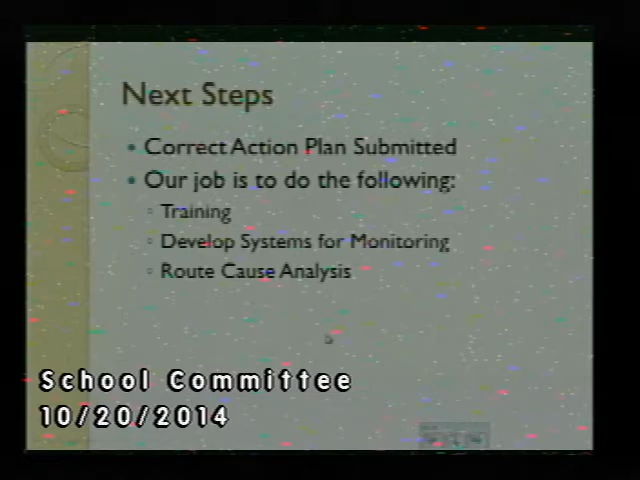 Next Steps
Correct Action Plan Submitted
Our job is to do the following:
Training
Develop Systems for Monitoring
Route Cause Analysis
School Committee
10/20/2014